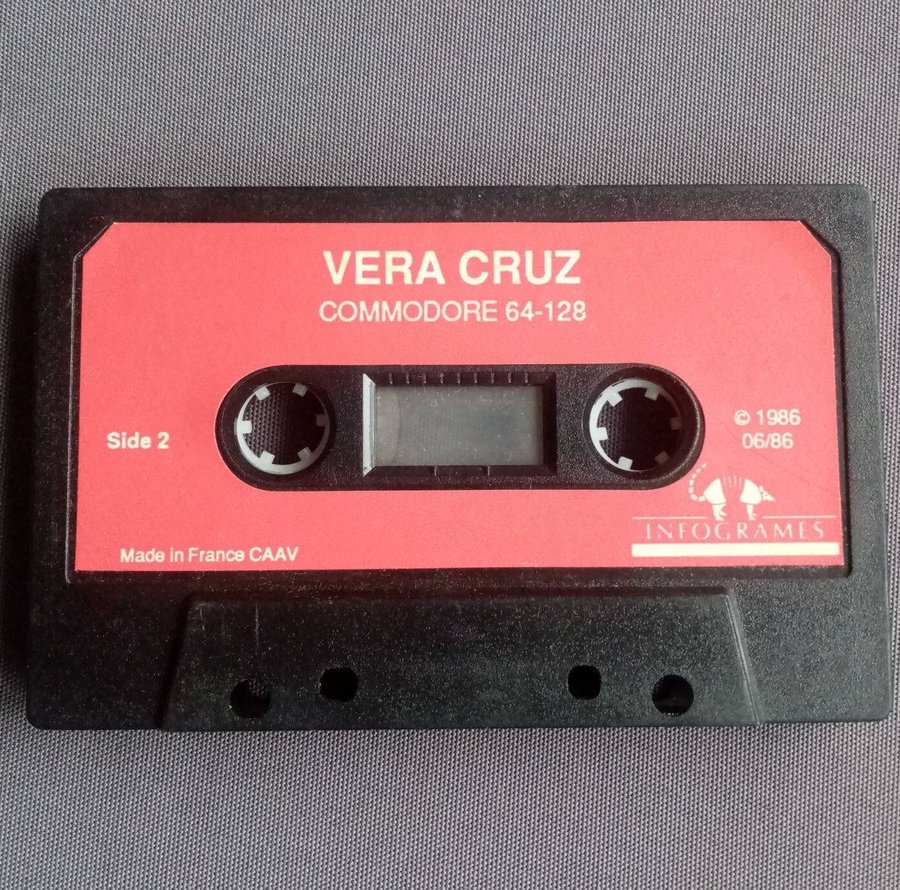 VERA CRUZ
COMMODORE 64-128
Side 2
© 1986
06/86
INFOGRAMES
Made in France CAAV